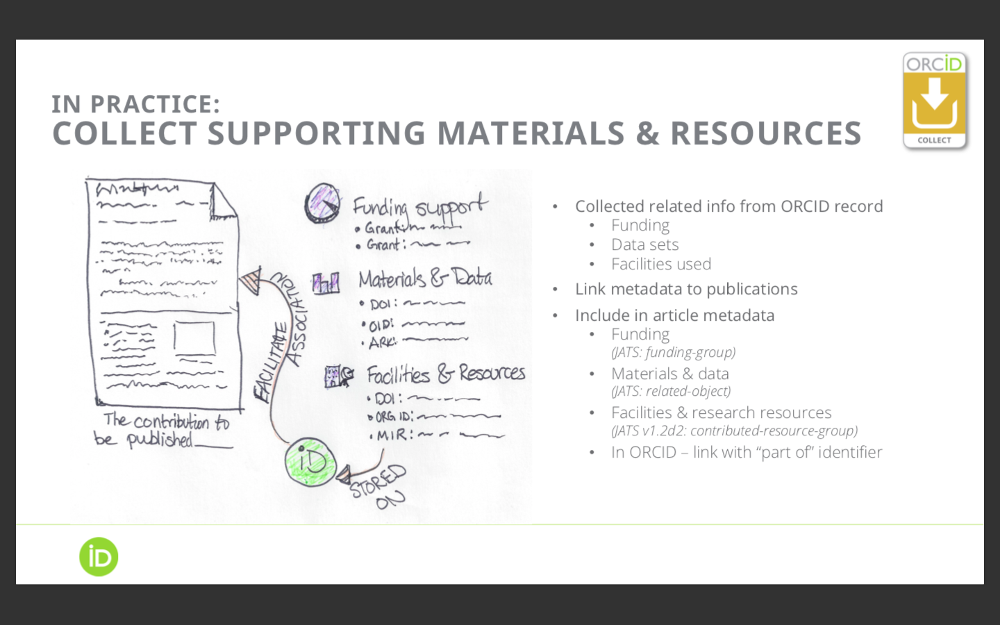 IN PRACTICE:
COLLECT SUPPORTING MATERIALS & RESOURCES
ORCiD
COLLECT
Funding support
• Grant:
• Grant:
Materials & Data
• DOI:
• OID:
• ARK:
Facilities & Resources
• DOI:
• ORG ID:
• MIR:
FACILITATE
ASSOCIATION
The contribution to
be published
iD
STORED
ON
• Collected related info from ORCID record
• Funding
• Data sets
• Facilities used
• Link metadata to publications
• Include in article metadata
• Funding
(JATS: funding-group)
• Materials & data
(JATS: related-object)
• Facilities & research resources
(JATS v1.2d2: contributed-resource-group)
• In ORCID – link with “part of” identifier
iD